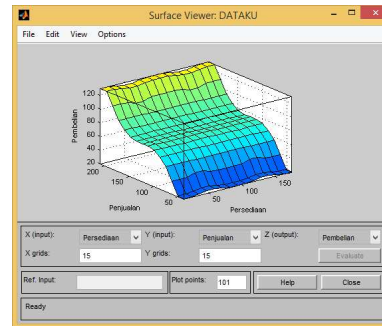 Surface Viewer: DATAKU
File Edit View Options
120
100
80
60
40
20
Pembelian
200
150
100
50
Penjualan
50
100
150
Persediaan
X (input): Persediaan Y (input): Penjualan Z (output): Pembelian
X grids: 15 Y grids: 15 Evaluate
Ref. Input: Plot points: 101 Help Close
Ready